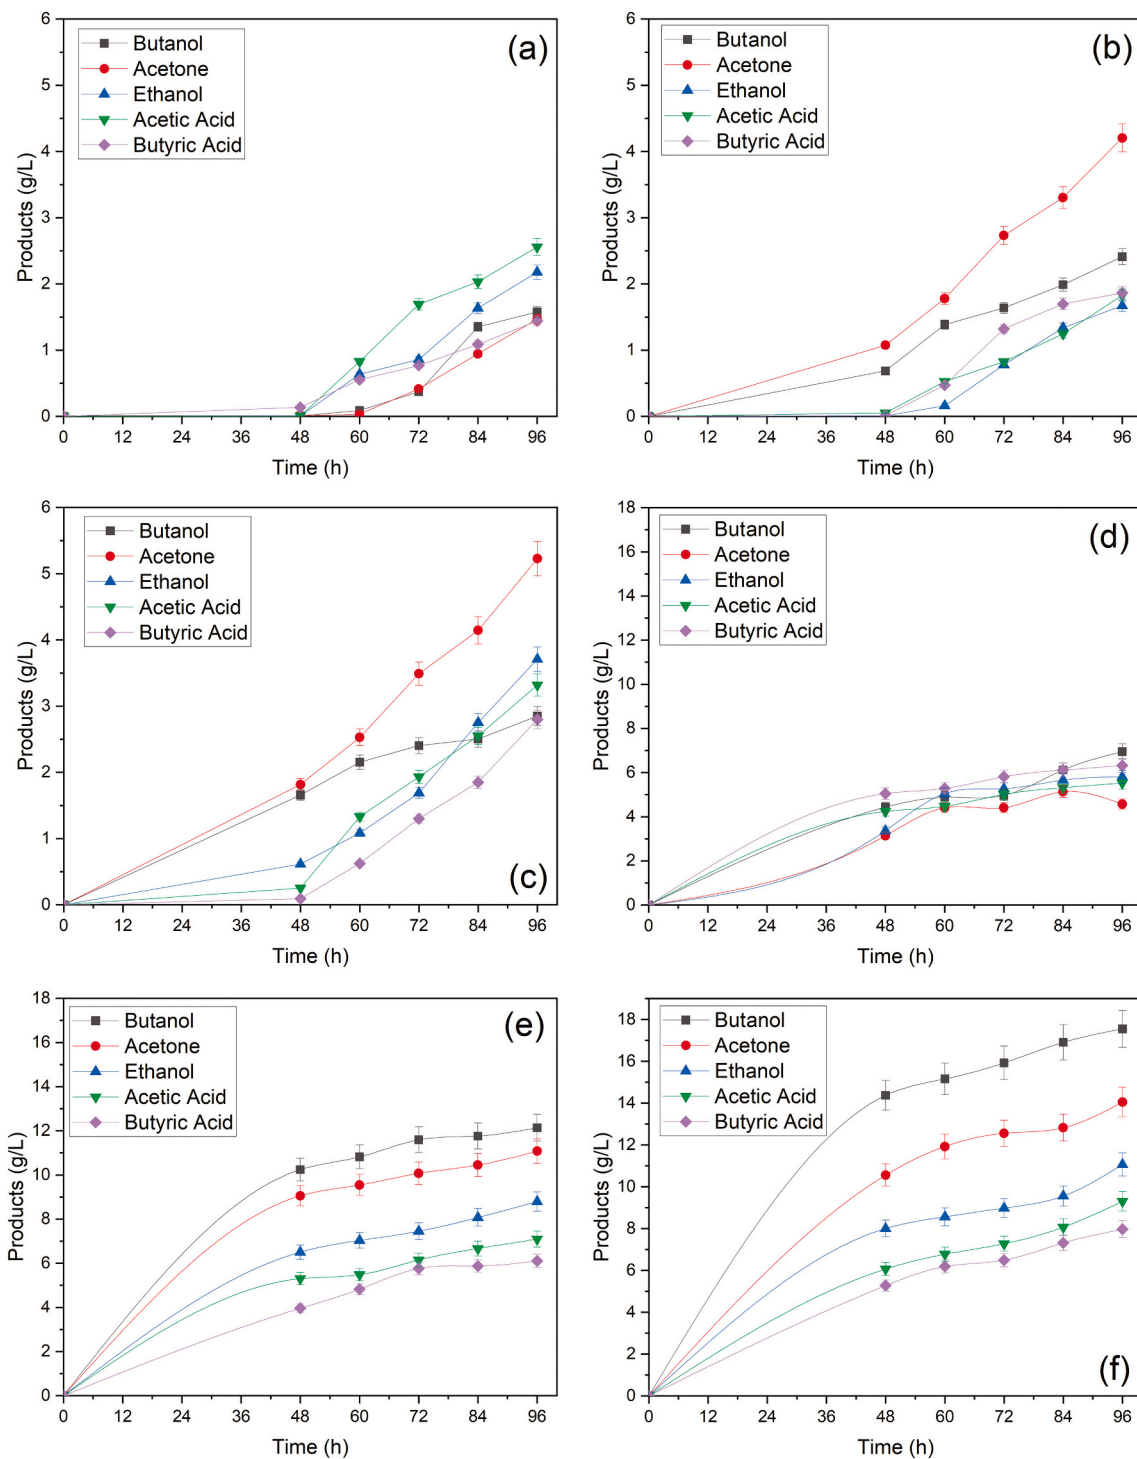 (a)
Butanol
Acetone
Ethanol
Acetic Acid
Butyric Acid
6
5
4
3
2
1
0
Products (g/L)
0 12 24 36 48 60 72 84 96
Time (h)
(b)
Butanol
Acetone
Ethanol
Acetic Acid
Butyric Acid
6
5
4
3
2
1
0
Products (g/L)
0 12 24 36 48 60 72 84 96
Time (h)
(c)
Butanol
Acetone
Ethanol
Acetic Acid
Butyric Acid
6
5
4
3
2
1
0
Products (g/L)
0 12 24 36 48 60 72 84 96
Time (h)
(d)
Butanol
Acetone
Ethanol
Acetic Acid
Butyric Acid
18
16
14
12
10
8
6
4
2
0
Products (g/L)
0 12 24 36 48 60 72 84 96
Time (h)
(e)
Butanol
Acetone
Ethanol
Acetic Acid
Butyric Acid
18
16
14
12
10
8
6
4
2
0
Products (g/L)
0 12 24 36 48 60 72 84 96
Time (h)
(f)
Butanol
Acetone
Ethanol
Acetic Acid
Butyric Acid
18
16
14
12
10
8
6
4
2
0
Products (g/L)
0 12 24 36 48 60 72 84 96
Time (h)